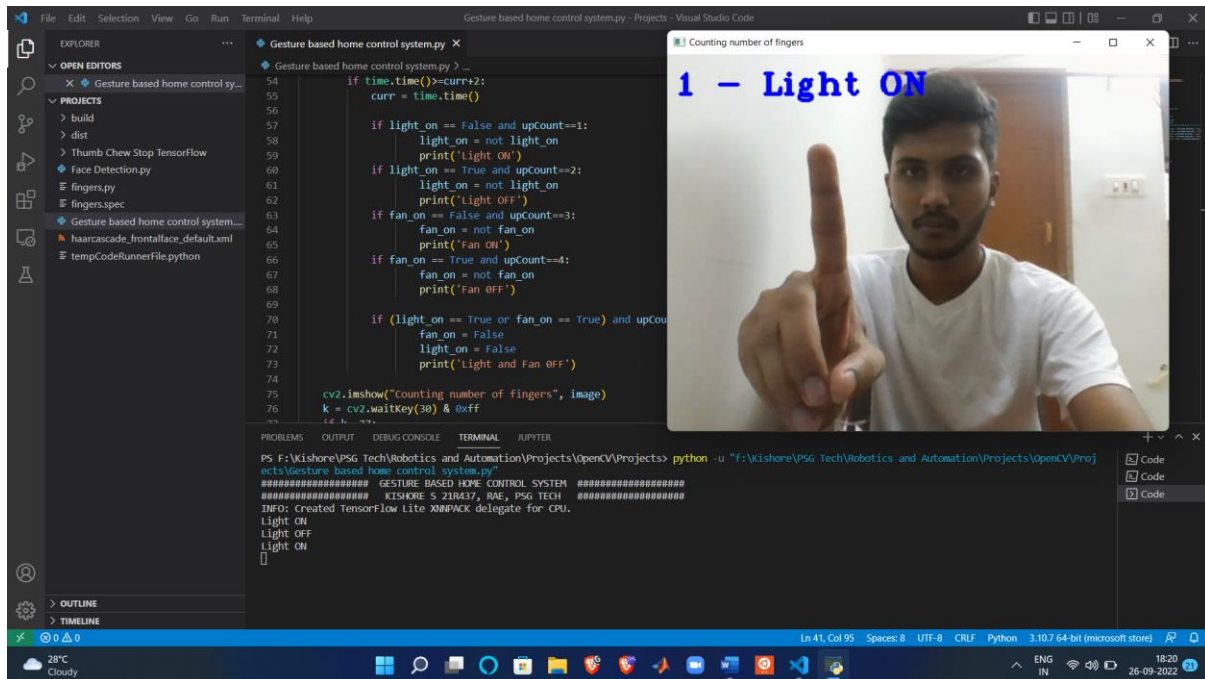 File Edit Selection View Go Run Terminal Help
Gesture based home control system.py - Projects - Visual Studio Code
EXPLORER
OPEN EDITORS
Gesture based home control sy...
PROJECTS
build
dist
Thumb Chew Stop TensorFlow
Face Detection.py
fingers.py
fingers.spec
Gesture based home control system....
haarcascade_frontalface_default.xml
tempCodeRunnerFile.python
OUTLINE
TIMELINE
Gesture based home control system.py
Gesture based home control system.py > ...
54 if time.time()>=curr+2:
55 curr = time.time()
56
57 if light_on == False and upCount==1:
58 light_on = not light_on
59 print('Light ON')
60 if light_on == True and upCount==2:
61 light_on = not light_on
62 print('Light OFF')
63 if fan_on == False and upCount==3:
64 fan_on = not fan_on
65 print('Fan ON')
66 if fan_on == True and upCount==4:
67 fan_on = not fan_on
68 print('Fan 0FF')
69
70 if (light_on == True or fan_on == True) and upCou
71 fan_on = False
72 light_on = False
73 print('Light and Fan 0FF')
74
75 cv2.imshow("Counting number of fingers", image)
76 k = cv2.waitKey(30) & 0xff
Counting number of fingers
1 - Light ON
PROBLEMS OUTPUT DEBUG CONSOLE TERMINAL JUPYTER
PS F:\Kishore\PSG Tech\Robotics and Automation\Projects\OpenCV\Projects> python -u "f:\Kishore\PSG Tech\Robotics and Automation\Projects\OpenCV\Proj
ects\Gesture based home control system.py"
################### GESTURE BASED HOME CONTROL SYSTEM ###################
################### KISHORE S 21R437, RAE, PSG TECH ###################
INFO: Created TensorFlow Lite XNNPACK delegate for CPU.
Light ON
Light OFF
Light ON
Code
Code
Code
0 0
Ln 41, Col 95 Spaces: 8 UTF-8 CRLF Python 3.10.7 64-bit (microsoft store)
28°C
Cloudy
ENG
IN
18:20
26-09-2022
21